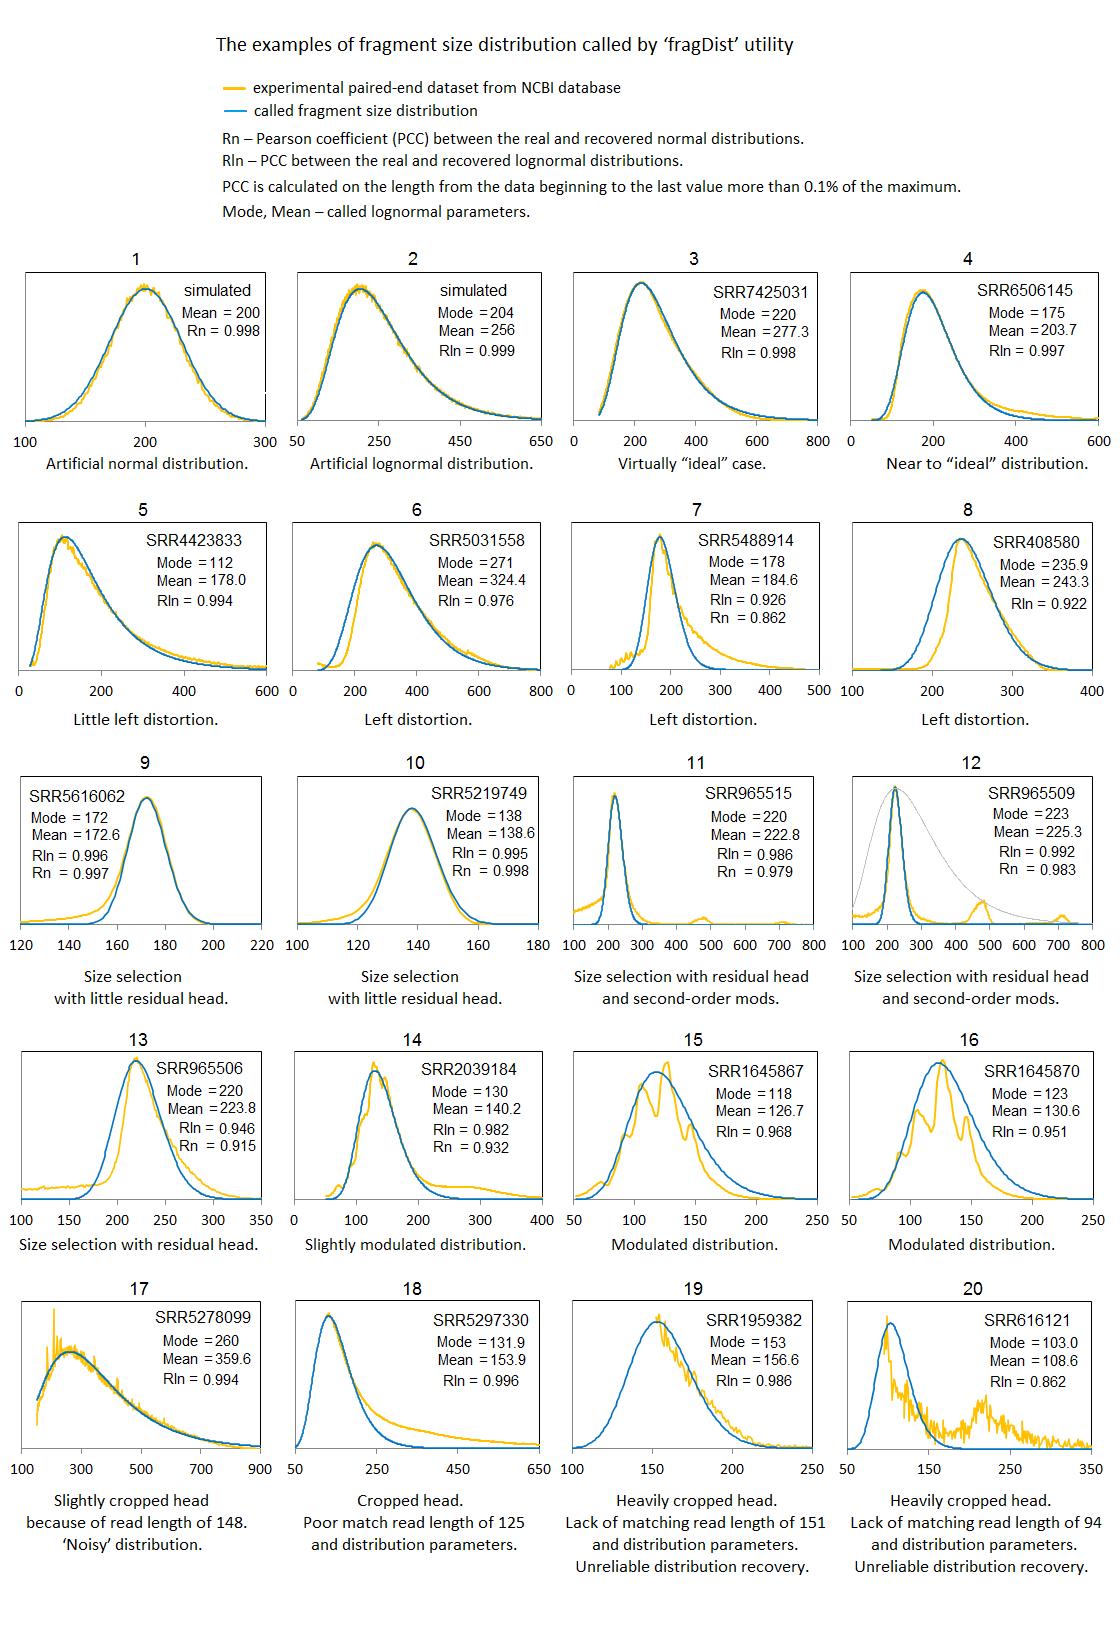 The examples of fragment size distribution called by ‘fragDist’ utility
experimental paired-end dataset from NCBI database
called fragment size distribution
Rn – Pearson coefficient (PCC) between the real and recovered normal distributions.
Rln – PCC between the real and recovered lognormal distributions.
PCC is calculated on the length from the data beginning to the last value more than 0.1% of the maximum.
Mode, Mean – called lognormal parameters.
1
simulated
Mean = 200
Rn = 0.998
100 200 300
Artificial normal distribution.
2
simulated
Mode = 204
Mean = 256
Rln = 0.999
50 250 450 650
Artificial lognormal distribution.
3
SRR7425031
Mode = 220
Mean = 277.3
Rln = 0.998
0 200 400 600 800
Virtually “ideal” case.
4
SRR6506145
Mode = 175
Mean = 203.7
Rln = 0.997
0 200 400 600
Near to “ideal” distribution.
5
SRR4423833
Mode = 112
Mean = 178.0
Rln = 0.994
0 200 400 600
Little left distortion.
6
SRR5031558
Mode = 271
Mean = 324.4
Rln = 0.976
0 200 400 600 800
Left distortion.
7
SRR5488914
Mode = 178
Mean = 184.6
Rln = 0.926
Rn = 0.862
0 100 200 300 400 500
Left distortion.
8
SRR408580
Mode = 235.9
Mean = 243.3
Rln = 0.922
100 200 300 400
Left distortion.
9
SRR5616062
Mode = 172
Mean = 172.6
Rln = 0.996
Rn = 0.997
120 140 160 180 200 220
Size selection
with little residual head.
10
SRR5219749
Mode = 138
Mean = 138.6
Rln = 0.995
Rn = 0.998
100 120 140 160 180
Size selection
with little residual head.
11
SRR965515
Mode = 220
Mean = 222.8
Rln = 0.986
Rn = 0.979
100 200 300 400 500 600 700 800
Size selection with residual head
and second-order mods.
12
SRR965509
Mode = 223
Mean = 225.3
Rln = 0.992
Rn = 0.983
100 200 300 400 500 600 700 800
Size selection with residual head
and second-order mods.
13
SRR965506
Mode = 220
Mean = 223.8
Rln = 0.946
Rn = 0.915
100 150 200 250 300 350
Size selection with residual head.
14
SRR2039184
Mode = 130
Mean = 140.2
Rln = 0.982
Rn = 0.932
0 100 200 300 400
Slightly modulated distribution.
15
SRR1645867
Mode = 118
Mean = 126.7
Rln = 0.968
50 100 150 200 250
Modulated distribution.
16
SRR1645870
Mode = 123
Mean = 130.6
Rln = 0.951
50 100 150 200 250
Modulated distribution.
17
SRR5278099
Mode = 260
Mean = 359.6
Rln = 0.994
100 300 500 700 900
Slightly cropped head
because of read length of 148.
‘Noisy’ distribution.
18
SRR5297330
Mode = 131.9
Mean = 153.9
Rln = 0.996
50 250 450 650
Cropped head.
Poor match read length of 125
and distribution parameters.
19
SRR1959382
Mode = 153
Mean = 156.6
Rln = 0.986
100 150 200 250
Heavily cropped head.
Lack of matching read length of 151
and distribution parameters.
Unreliable distribution recovery.
20
SRR616121
Mode = 103.0
Mean = 108.6
Rln = 0.862
50 150 250 350
Heavily cropped head.
Lack of matching read length of 94
and distribution parameters.
Unreliable distribution recovery.